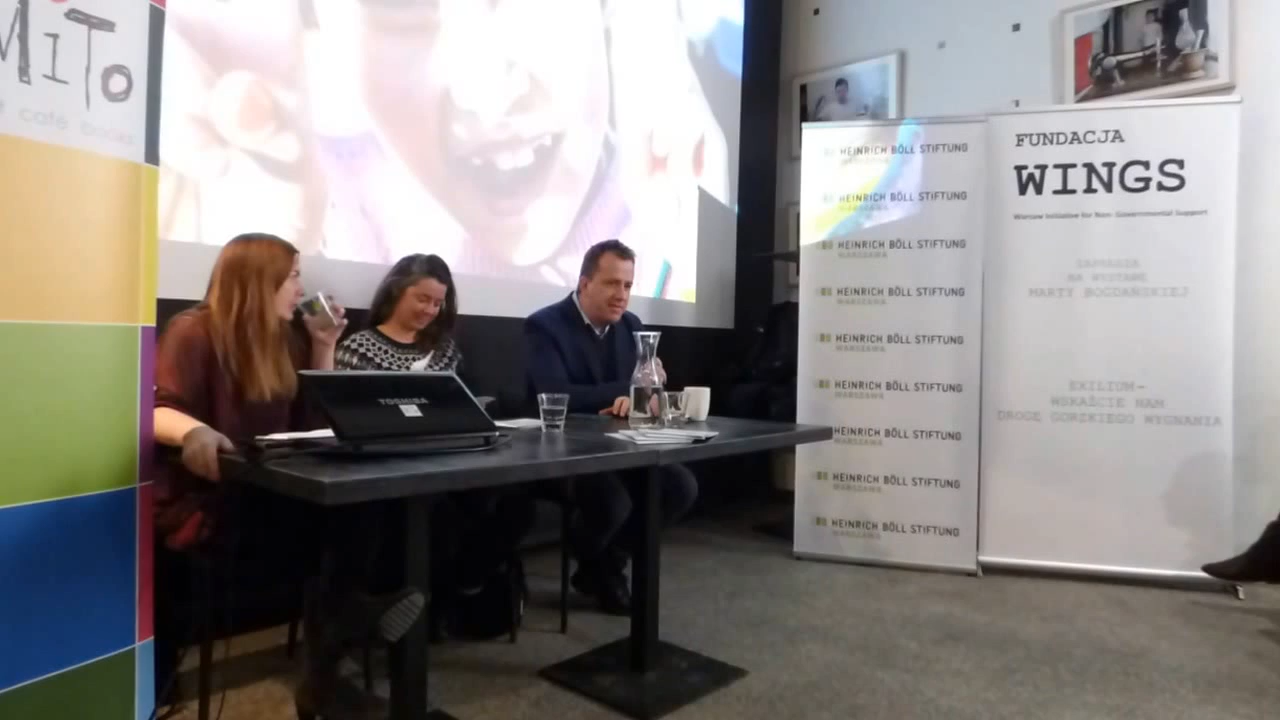 MiTo
café books
HEINRICH BÖLL STIFTUNG
WARSZAWA
HEINRICH BÖLL STIFTUNG
WARSZAWA
HEINRICH BÖLL STIFTUNG
WARSZAWA
HEINRICH BÖLL STIFTUNG
WARSZAWA
HEINRICH BÖLL STIFTUNG
WARSZAWA
HEINRICH BÖLL STIFTUNG
WARSZAWA
HEINRICH BÖLL STIFTUNG
WARSZAWA
HEINRICH BÖLL STIFTUNG
WARSZAWA
HEINRICH BÖLL STIFTUNG
WARSZAWA
FUNDACJA
WINGS
Warsaw Initiative for Non-Governmental Support
ZAPRASZA
NA WYSTAWĘ
MARTY BOGDAŃSKIEJ
EXILIUM-
WSKAŻCIE NAM
DROGĘ GORZKIEGO WYGNANIA
TOSHIBA